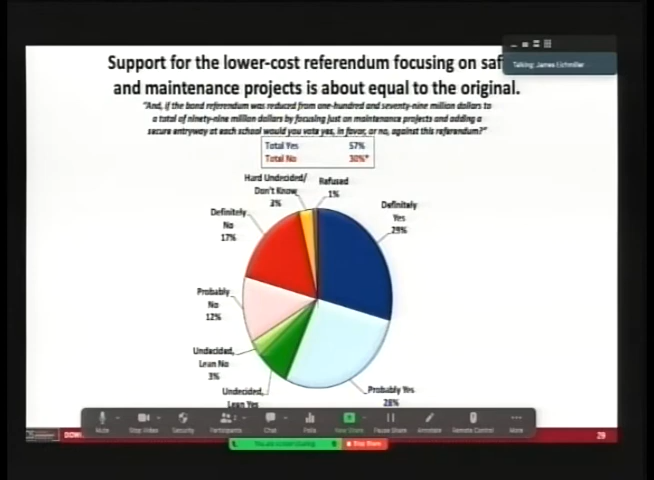 Support for the lower-cost referendum focusing on saf
and maintenance projects is about equal to the original.
"And, if the bond referendum was reduced from one-hundred and seventy-nine million dollars to
a total of ninety-nine million dollars by focusing just on maintenance projects and adding a
secure entryway at each school would you vote yes, in favor, or no, against this referendum?"
Talking: James Eichmiller
Total Yes 57%
Total No 30%*
Hard Undecided/
Don't Know
3%
Refused
1%
Definitely
Yes
29%
Definitely
No
17%
Probably
No
12%
Undecided,
Lean No
3%
Undecided,
Lean Yes
Probably Yes
28%
Mute
Stop Video
Security
Participants
Chat
Polls
New Share
Pause Share
Annotate
Remote Control
More
You are screen sharing
Stop Share
29